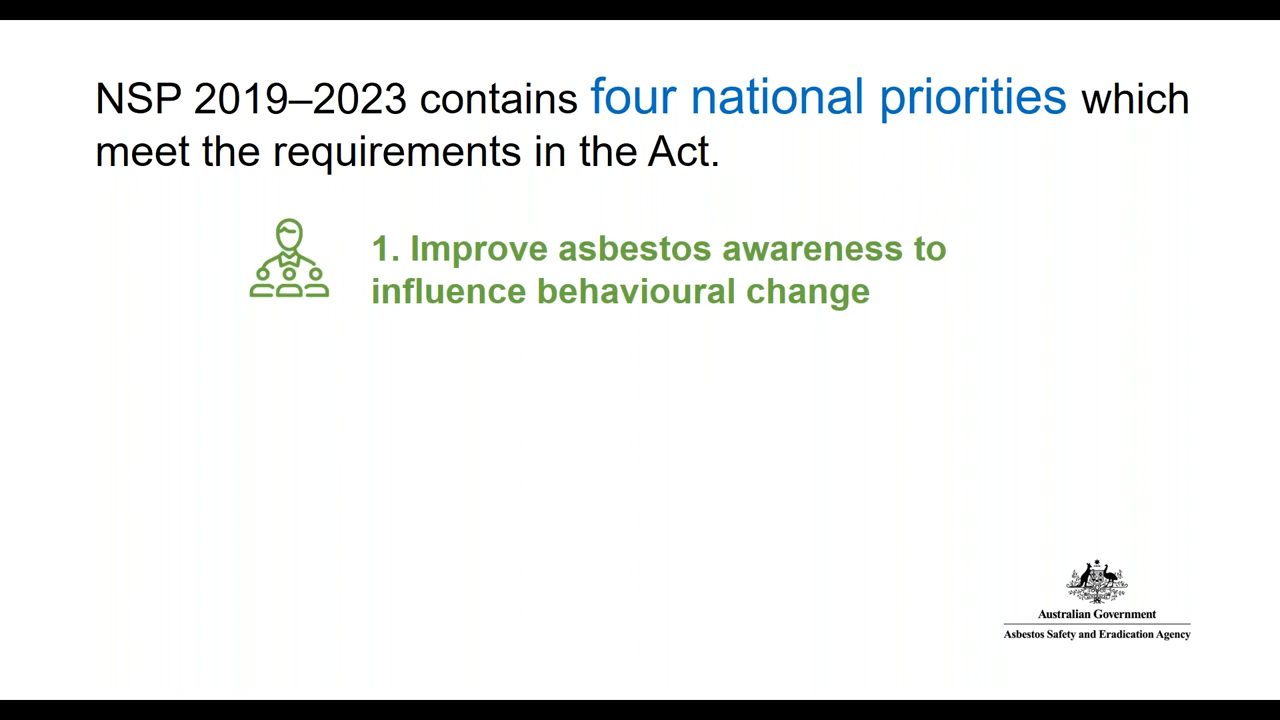 NSP 2019–2023 contains four national priorities which
meet the requirements in the Act.
1. Improve asbestos awareness to
influence behavioural change
Australian Government
Asbestos Safety and Eradication Agency